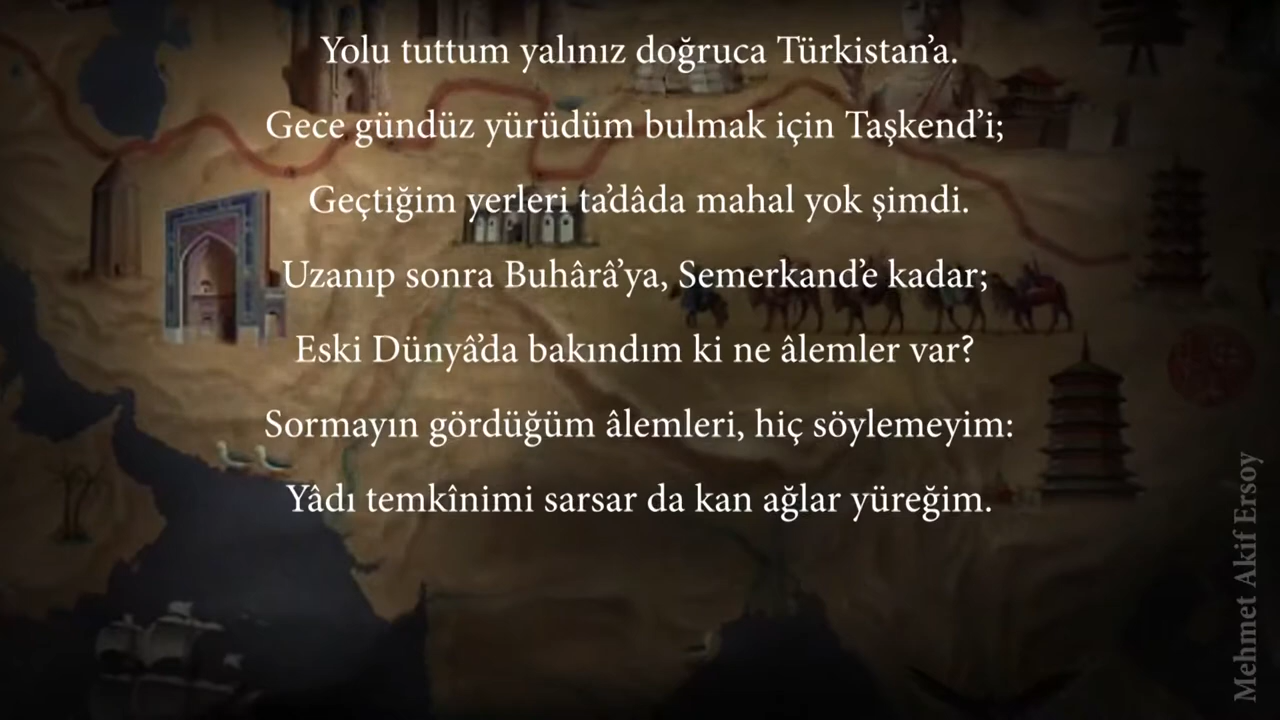 Yolu tuttum yalınız doğruca Türkistan’a.
Gece gündüz yürüdüm bulmak için Taşkend’i;
Geçtiğim yerleri ta’dâda mahal yok şimdi.
Uzanıp sonra Buhârâ’ya, Semerkand’e kadar;
Eski Dünyâ’da bakındım ki ne âlemler var?
Sormayın gördüğüm âlemleri, hiç söylemeyim:
Yâdı temkînimi sarsar da kan ağlar yüreğim.
Mehmet Akif Ersoy